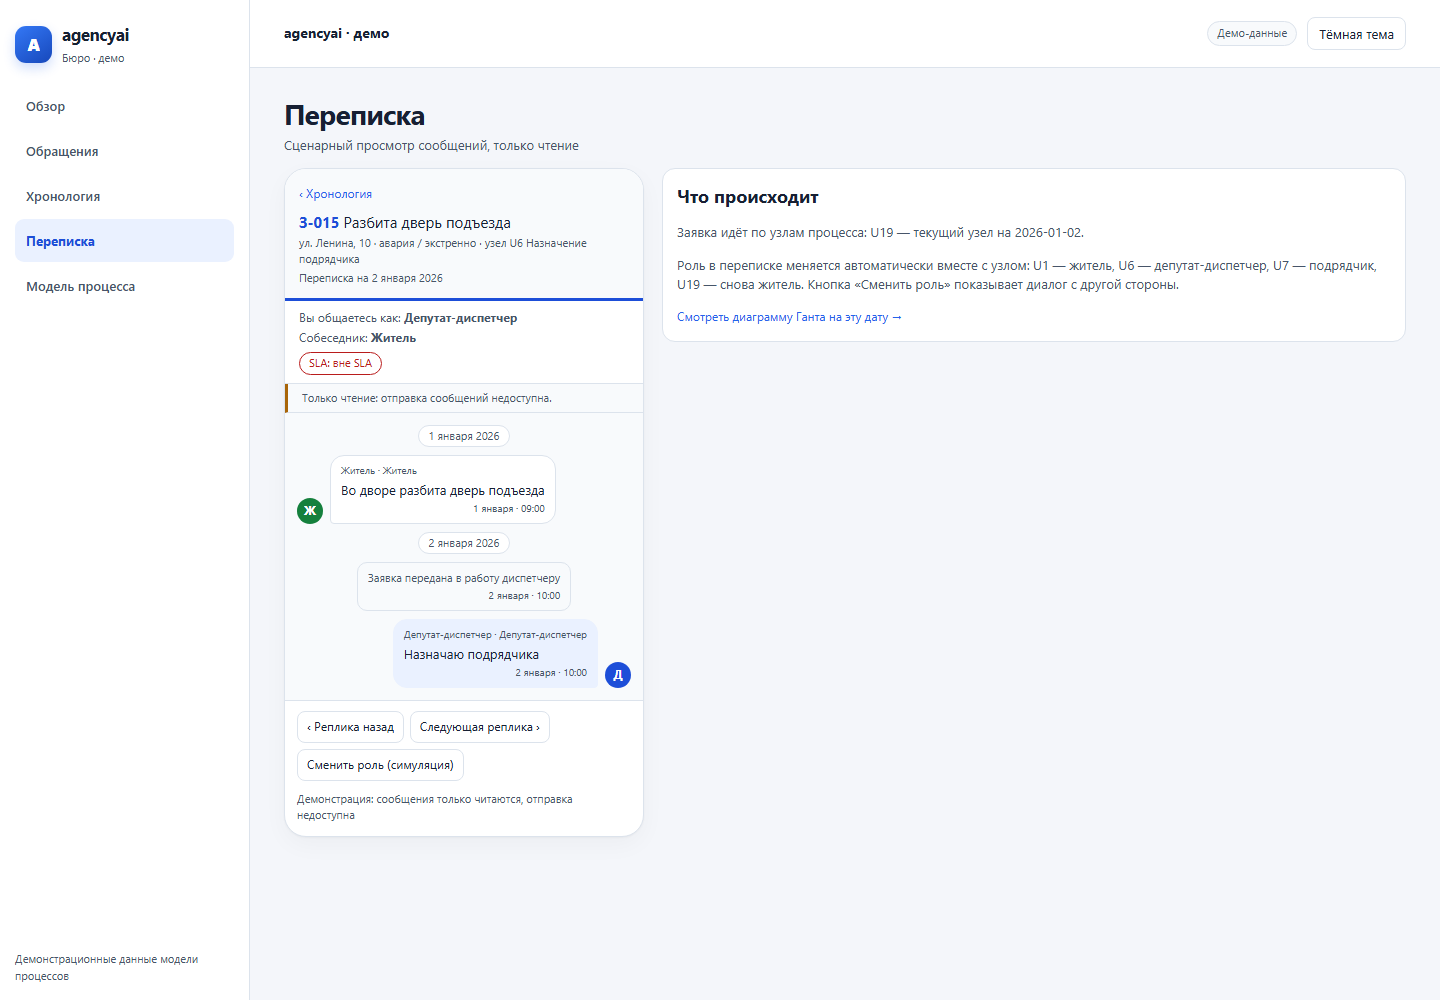 A
agencyai
Бюро · демо
Обзор
Обращения
Хронология
Переписка
Модель процесса
Демонстрационные данные модели
процессов
agencyai · демо
Демо-данные
Тёмная тема
Переписка
Сценарный просмотр сообщений, только чтение
‹ Хронология
З-015 Разбита дверь подъезда
ул. Ленина, 10 · авария / экстренно · узел U6 Назначение
подрядчика
Переписка на 2 января 2026
Вы общаетесь как: Депутат-диспетчер
Собеседник: Житель
SLA: вне SLA
Только чтение: отправка сообщений недоступна.
1 января 2026
Житель · Житель
Во дворе разбита дверь подъезда
1 января · 09:00
Ж
2 января 2026
Заявка передана в работу диспетчеру
2 января · 10:00
Депутат-диспетчер · Депутат-диспетчер
Назначаю подрядчика
2 января · 10:00
Д
‹ Реплика назад
Следующая реплика ›
Сменить роль (симуляция)
Демонстрация: сообщения только читаются, отправка
недоступна
Что происходит
Заявка идёт по узлам процесса: U19 — текущий узел на 2026-01-02.
Роль в переписке меняется автоматически вместе с узлом: U1 — житель, U6 — депутат-диспетчер, U7 — подрядчик,
U19 — снова житель. Кнопка «Сменить роль» показывает диалог с другой стороны.
Смотреть диаграмму Ганта на эту дату →